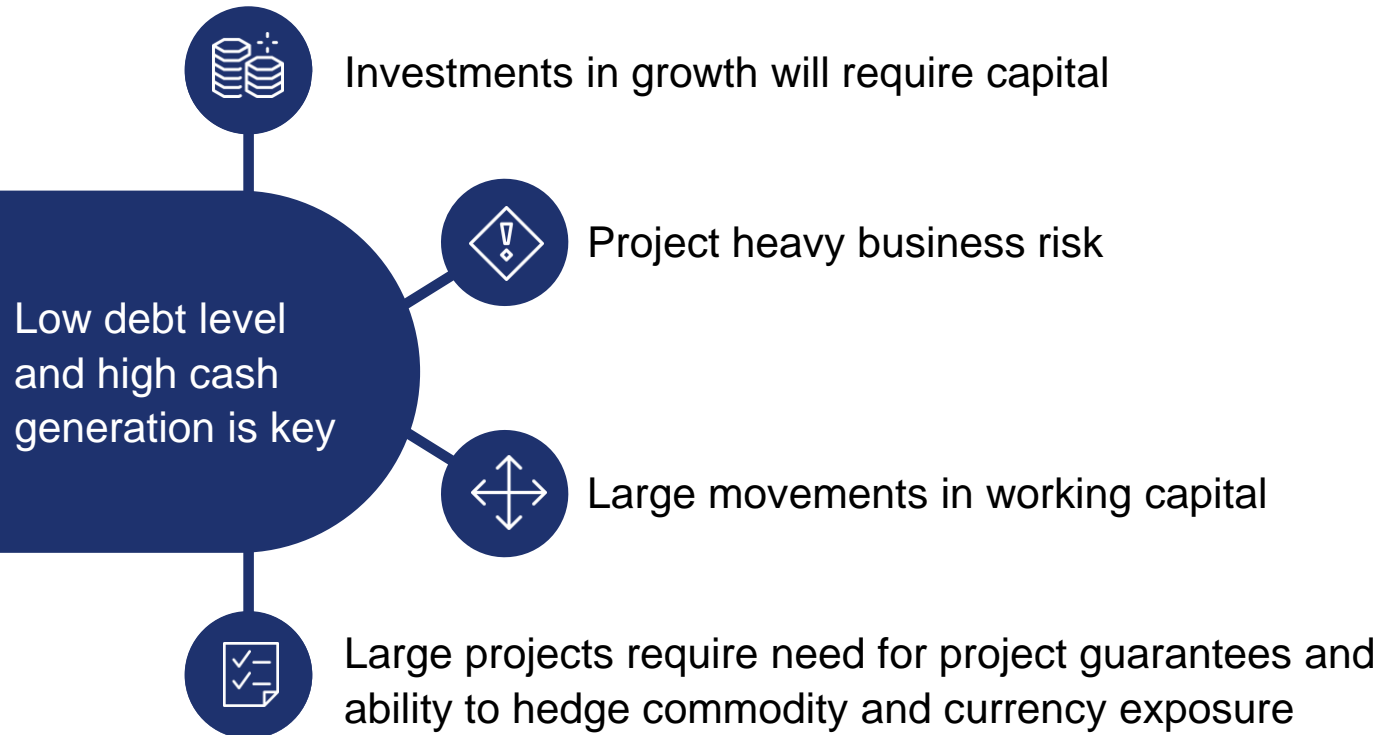 Investments in growth will require capital
Project heavy business risk
Low debt level
and high cash
generation is key
Large movements in working capital
Large projects require need for project guarantees and
ability to hedge commodity and currency exposure